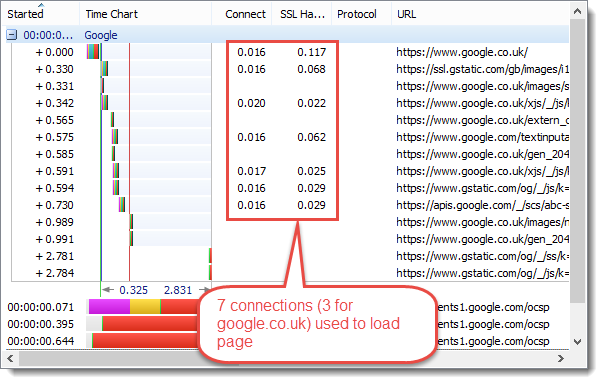 Started Time Chart Connect SSL Ha... Protocol URL
00:00:00.0... Google
+ 0.000 0.016 0.117 https://www.google.co.uk/
+ 0.330 0.016 0.068 https://ssl.gstatic.com/gb/images/i1
+ 0.331 https://www.google.co.uk/images/s
+ 0.342 0.020 0.022 https://www.google.co.uk/xjs/_/js/k
+ 0.565 https://www.google.co.uk/extern_c
+ 0.575 0.016 0.062 https://www.google.com/textinputa
+ 0.585 https://www.google.co.uk/gen_204
+ 0.591 0.017 0.025 https://www.google.co.uk/xjs/_/js/
+ 0.594 0.016 0.029 https://www.gstatic.com/og/_/js/k=
+ 0.730 0.016 0.029 https://apis.google.com/_/scs/abc-s
+ 0.989 https://www.google.co.uk/images/n
+ 0.991 https://www.google.co.uk/gen_204
+ 2.781 https://www.gstatic.com/og/_/ss/k=
+ 2.784 https://www.gstatic.com/og/_/js/k=
0.325 2.831
00:00:00.071 ents1.google.com/ocsp
00:00:00.395 ents1.google.com/ocsp
00:00:00.644 ents1.google.com/ocsp
7 connections (3 for
google.co.uk) used to load
page